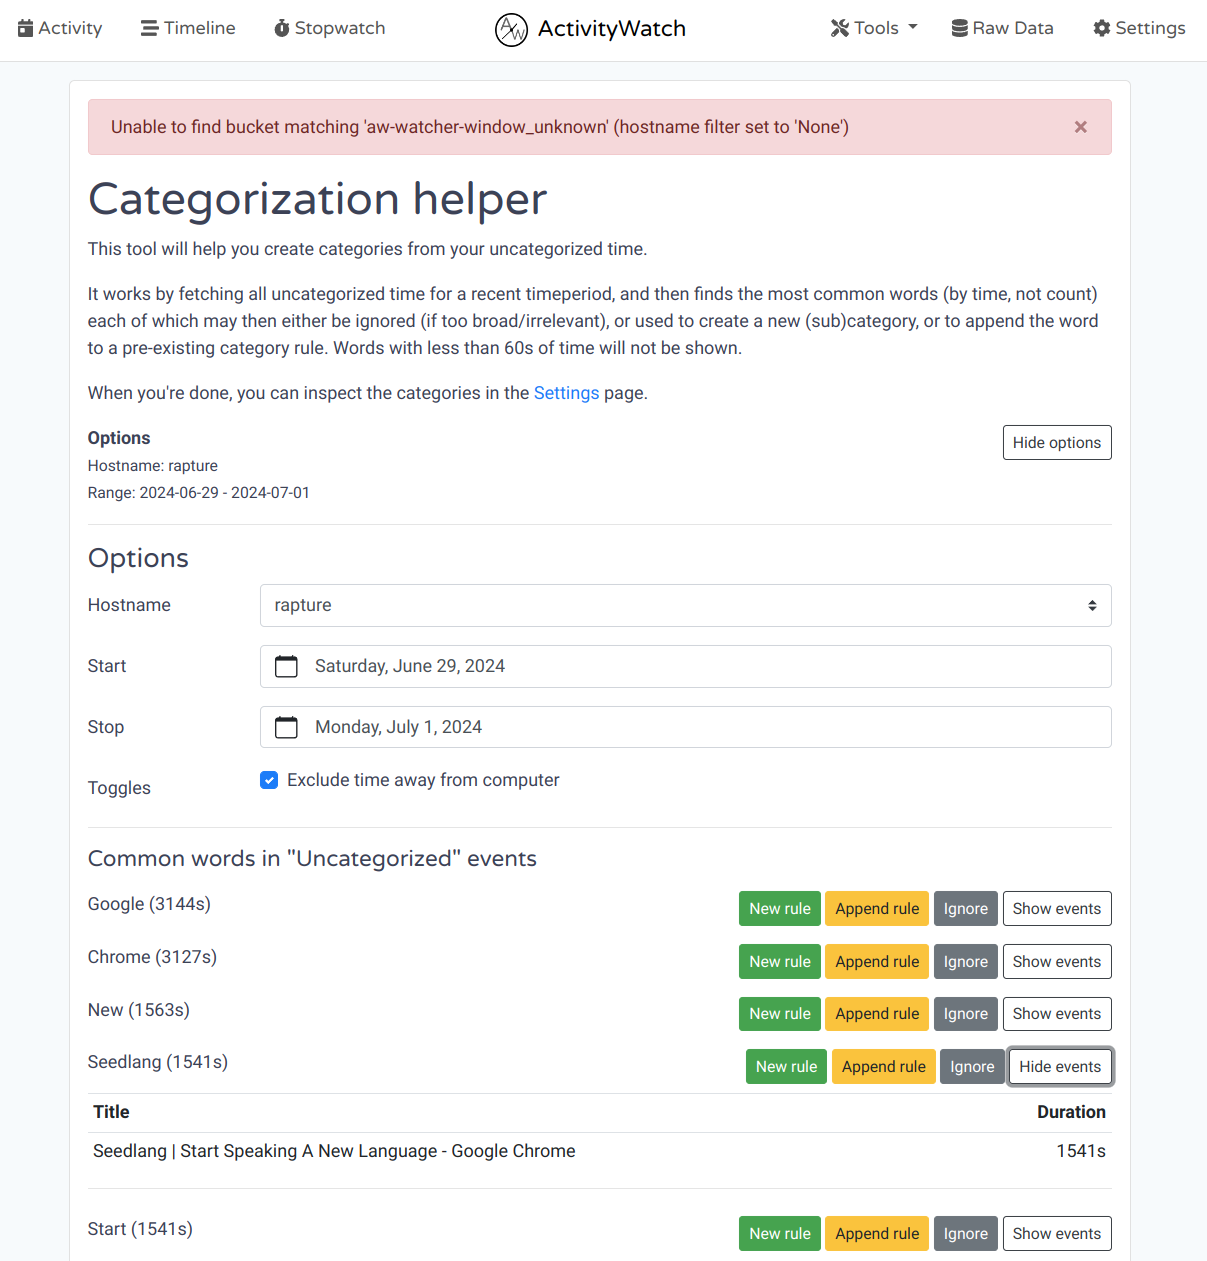 Activity Timeline Stopwatch ActivityWatch Tools Raw Data Settings
Unable to find bucket matching 'aw-watcher-window_unknown' (hostname filter set to 'None') ×
Categorization helper
This tool will help you create categories from your uncategorized time.
It works by fetching all uncategorized time for a recent timeperiod, and then finds the most common words (by time, not count)
each of which may then either be ignored (if too broad/irrelevant), or used to create a new (sub)category, or to append the word
to a pre-existing category rule. Words with less than 60s of time will not be shown.
When you're done, you can inspect the categories in the Settings page.
Options Hide options
Hostname: rapture
Range: 2024-06-29 - 2024-07-01
Options
Hostname rapture
Start Saturday, June 29, 2024
Stop Monday, July 1, 2024
Toggles Exclude time away from computer
Common words in "Uncategorized" events
Google (3144s) New rule Append rule Ignore Show events
Chrome (3127s) New rule Append rule Ignore Show events
New (1563s) New rule Append rule Ignore Show events
Seedlang (1541s) New rule Append rule Ignore Hide events
Title Duration
Seedlang | Start Speaking A New Language - Google Chrome 1541s
Start (1541s) New rule Append rule Ignore Show events